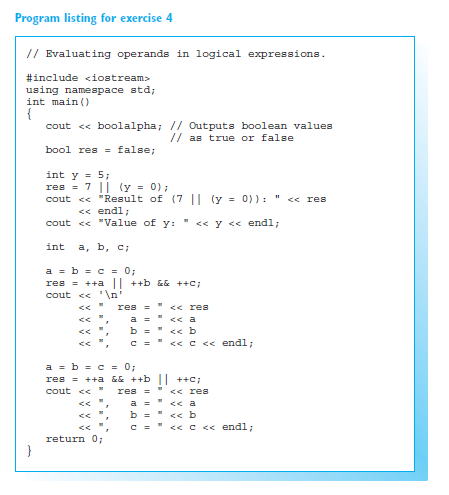 Program listing for exercise 4
// Evaluating operands in logical expressions.
#include <iostream>
using namespace std;
int main()
{
cout << boolalpha; // Outputs boolean values
// as true or false
bool res = false;
int y = 5;
res = 7 || (y = 0);
cout << "Result of (7 || (y = 0)): " << res
<< endl;
cout << "Value of y: " << y << endl;
int a, b, c;
a = b = c = 0;
res = ++a || ++b && ++c;
cout << '\n'
<< " res = " << res
<< ", a = " << a
<< ", b = " << b
<< ", c = " << c << endl;
a = b = c = 0;
res = ++a && ++b || ++c;
cout << " res = " << res
<< ", a = " << a
<< ", b = " << b
<< ", c = " << c << endl;
return 0;
}